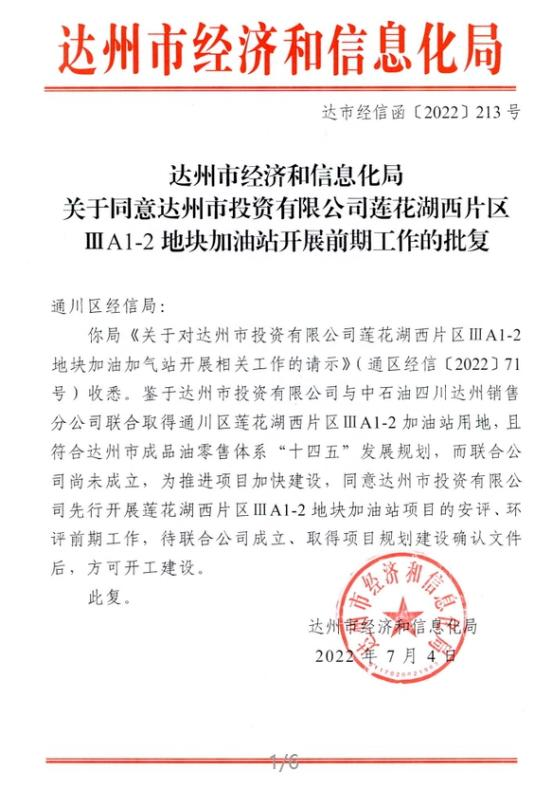 达州市经济和信息化局
达市经信函〔2022〕213号
达州市经济和信息化局
关于同意达州市投资有限公司莲花湖西片区
ⅢA1-2 地块加油站开展前期工作的批复
通川区经信局：
你局《关于对达州市投资有限公司莲花湖西片区ⅢA1-2
地块加油加气站开展相关工作的请示》（通区经信〔2022〕71
号）收悉。鉴于达州市投资有限公司与中石油四川达州销售
分公司联合取得通川区莲花湖西片区ⅢA1-2 加油站用地，且
符合达州市成品油零售体系“十四五”发展规划，而联合公
司尚未成立，为推进项目加快建设，同意达州市投资有限公
司先行开展莲花湖西片区ⅢA1-2 地块加油站项目的安评、环
评前期工作，待联合公司成立、取得项目规划建设确认文件
后，方可开工建设。
此复。
达州市经济和信息化局
达州市经济和信息化局
2022 年 7 月 4 日
1/6